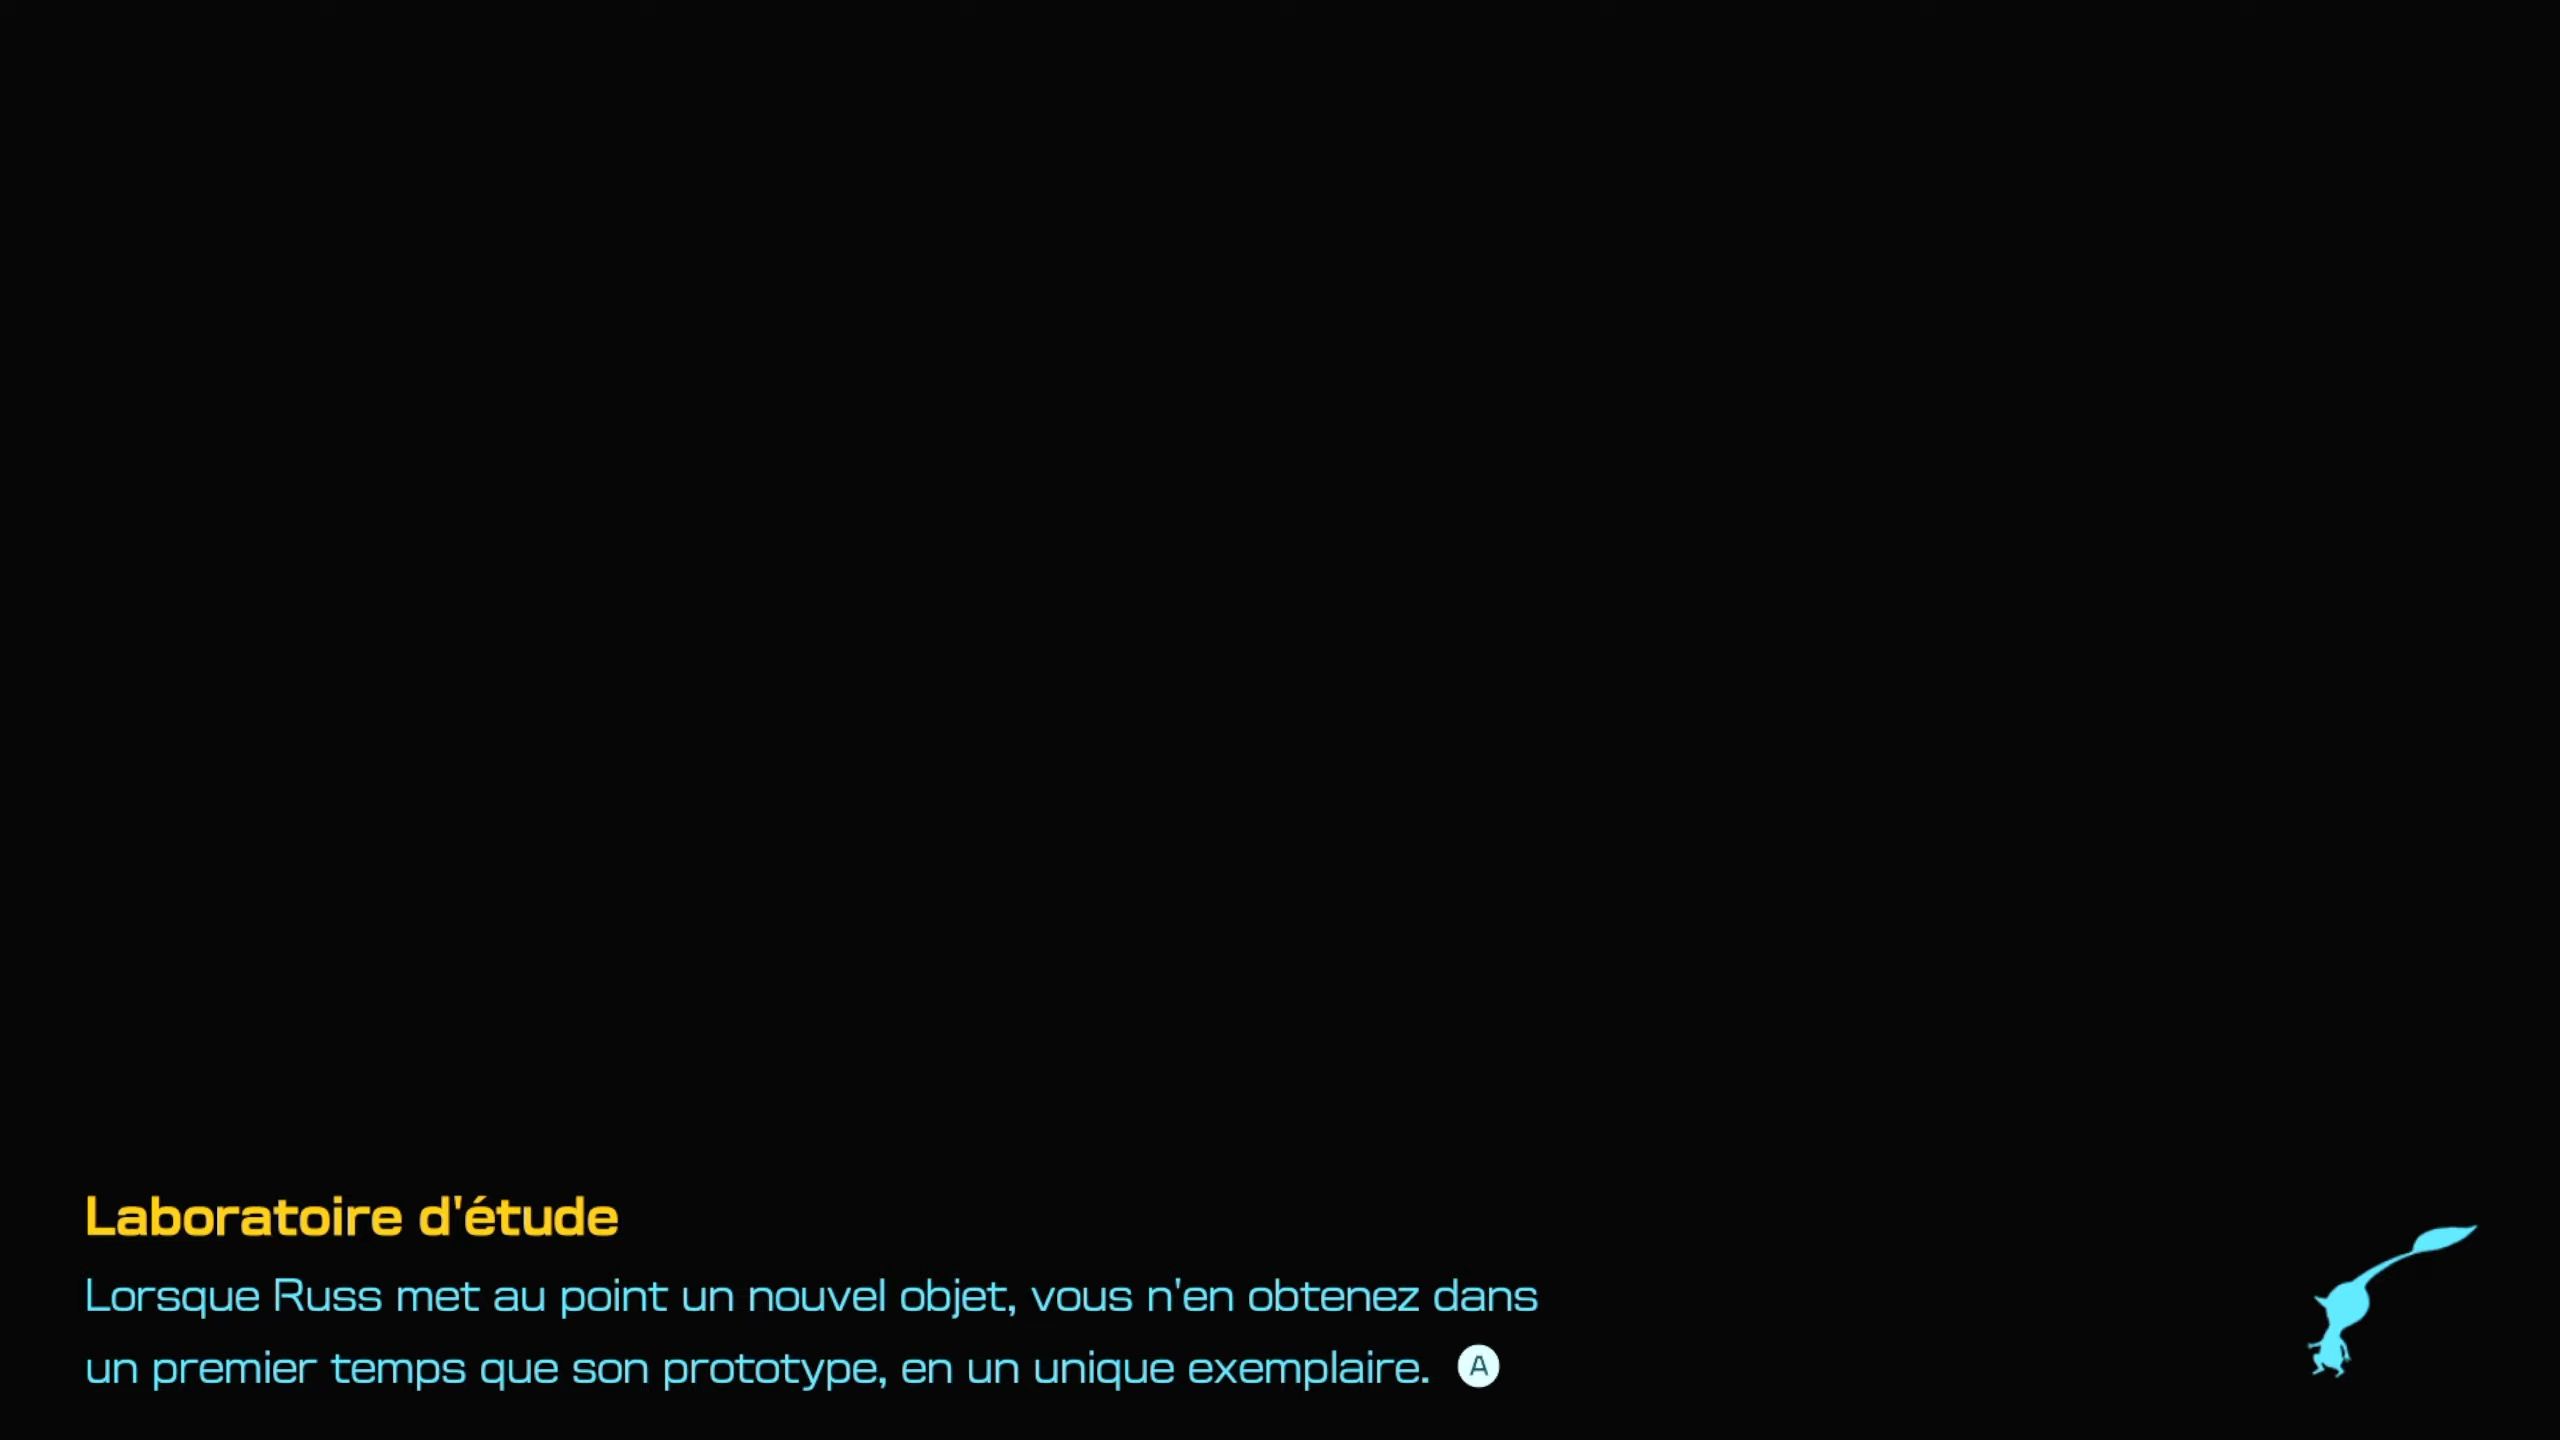 Laboratoire d'étude
Lorsque Russ met au point un nouvel objet, vous n'en obtenez dans
un premier temps que son prototype, en un unique exemplaire. A